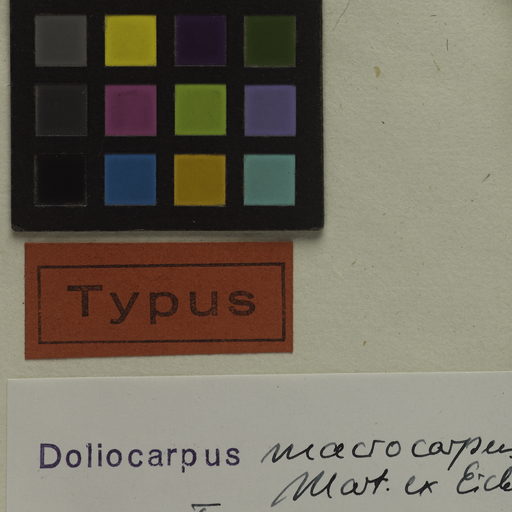 Typus
Doliocarpus macrocarpus
Mart. ex Eich